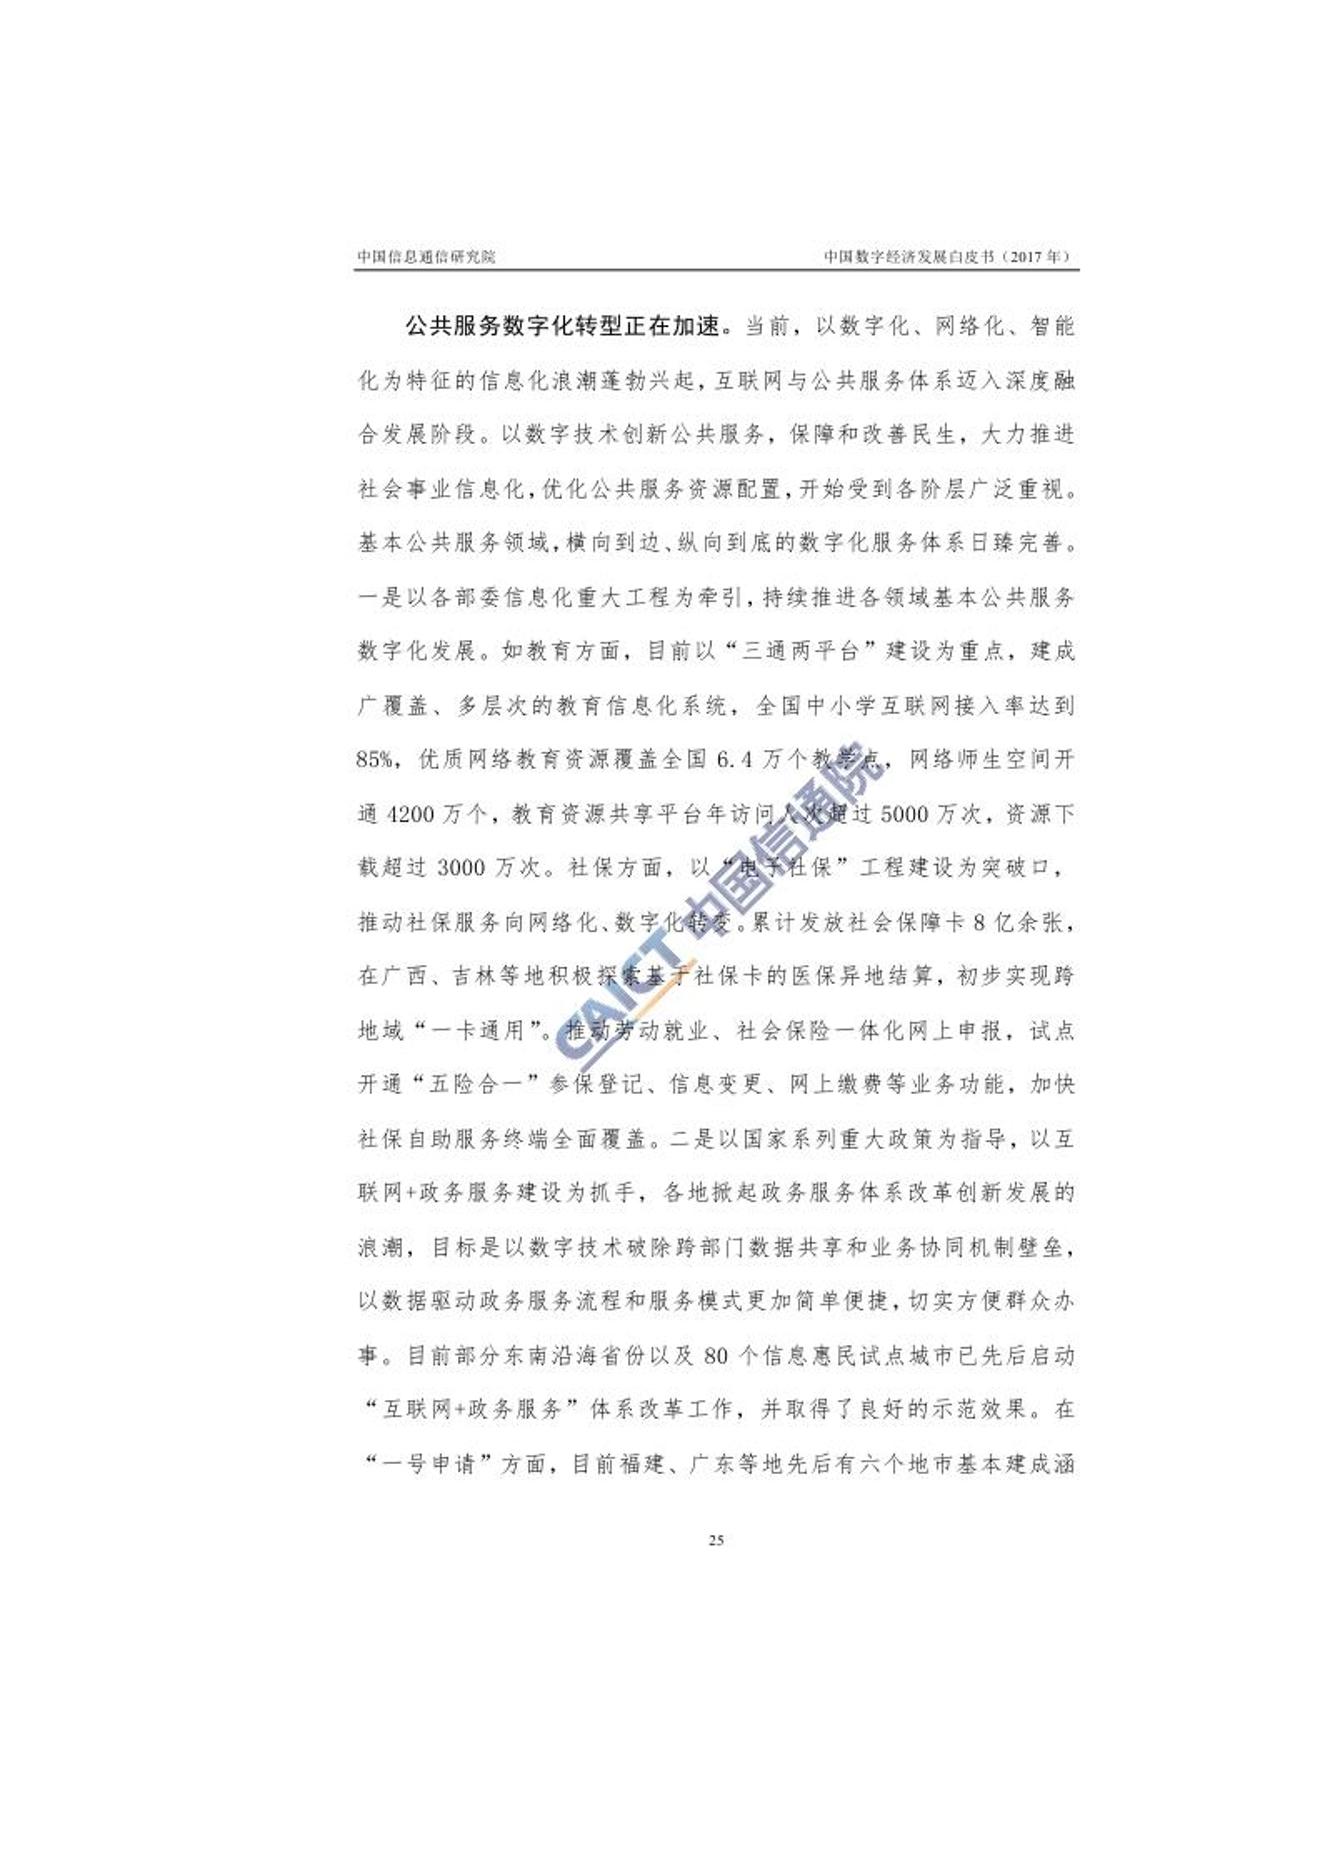 中国信息通信研究院
中国数字经济发展白皮书（2017 年）
公共服务数字化转型正在加速。当前，以数字化、网络化、智能
化为特征的信息化浪潮蓬勃兴起，互联网与公共服务体系迈入深度融
合发展阶段。以数字技术创新公共服务，保障和改善民生，大力推进
社会事业信息化，优化公共服务资源配置，开始受到各阶层广泛重视。
基本公共服务领域，横向到边、纵向到底的数字化服务体系日臻完善。
一是以各部委信息化重大工程为牵引，持续推进各领域基本公共服务
数字化发展。如教育方面，目前以“三通两平台”建设为重点，建成
广覆盖、多层次的教育信息化系统，全国中小学互联网接入率达到
85%，优质网络教育资源覆盖全国 6.4 万个教学点，网络师生空间开
通 4200 万个，教育资源共享平台年访问人次超过 5000 万次，资源下
载超过 3000 万次。社保方面，以“电子社保”工程建设为突破口，
推动社保服务向网络化、数字化转变。累计发放社会保障卡 8 亿余张，
在广西、吉林等地积极探索基于社保卡的医保异地结算，初步实现跨
地域“一卡通用”。推动劳动就业、社会保险一体化网上申报，试点
开通“五险合一”参保登记、信息变更、网上缴费等业务功能，加快
社保自助服务终端全面覆盖。二是以国家系列重大政策为指导，以互
联网+政务服务建设为抓手，各地掀起政务服务体系改革创新发展的
浪潮，目标是以数字技术破除跨部门数据共享和业务协同机制壁垒，
以数据驱动政务服务流程和服务模式更加简单便捷，切实方便群众办
事。目前部分东南沿海省份以及 80 个信息惠民试点城市已先后启动
“互联网+政务服务”体系改革工作，并取得了良好的示范效果。在
“一号申请”方面，目前福建、广东等地先后有六个地市基本建成涵
CAICT 中国信通院
25